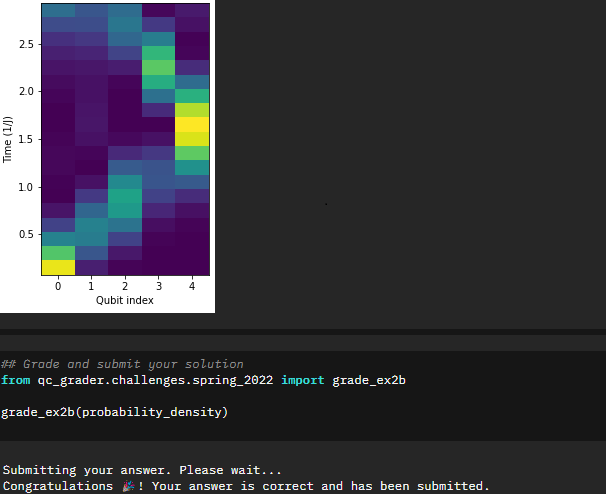 2.5
2.0
1.5
1.0
0.5
Time (1/J)
0 1 2 3 4
Qubit index
## Grade and submit your solution
from qc_grader.challenges.spring_2022 import grade_ex2b
grade_ex2b(probability_density)
Submitting your answer. Please wait...
Congratulations 🎉! Your answer is correct and has been submitted.